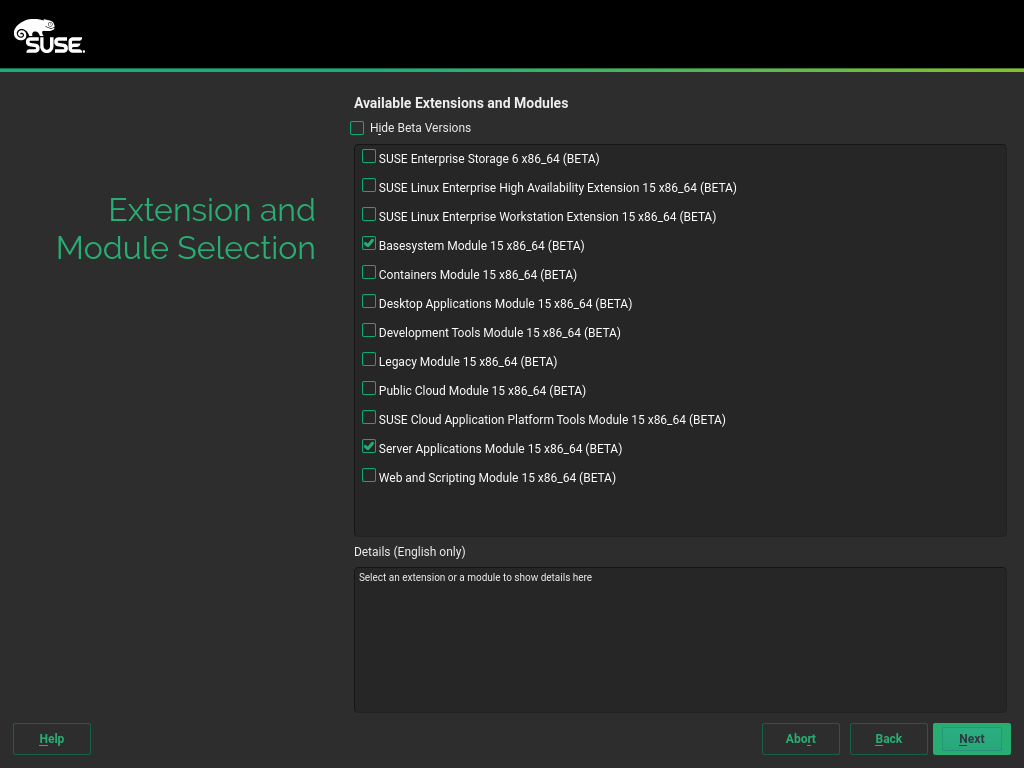 SUSE.
Available Extensions and Modules
Hide Beta Versions
Extension and
Module Selection
SUSE Enterprise Storage 6 x86_64 (BETA)
SUSE Linux Enterprise High Availability Extension 15 x86_64 (BETA)
SUSE Linux Enterprise Workstation Extension 15 x86_64 (BETA)
Basesystem Module 15 x86_64 (BETA)
Containers Module 15 x86_64 (BETA)
Desktop Applications Module 15 x86_64 (BETA)
Development Tools Module 15 x86_64 (BETA)
Legacy Module 15 x86_64 (BETA)
Public Cloud Module 15 x86_64 (BETA)
SUSE Cloud Application Platform Tools Module 15 x86_64 (BETA)
Server Applications Module 15 x86_64 (BETA)
Web and Scripting Module 15 x86_64 (BETA)
Details (English only)
Select an extension or a module to show details here
Help
Abort
Back
Next